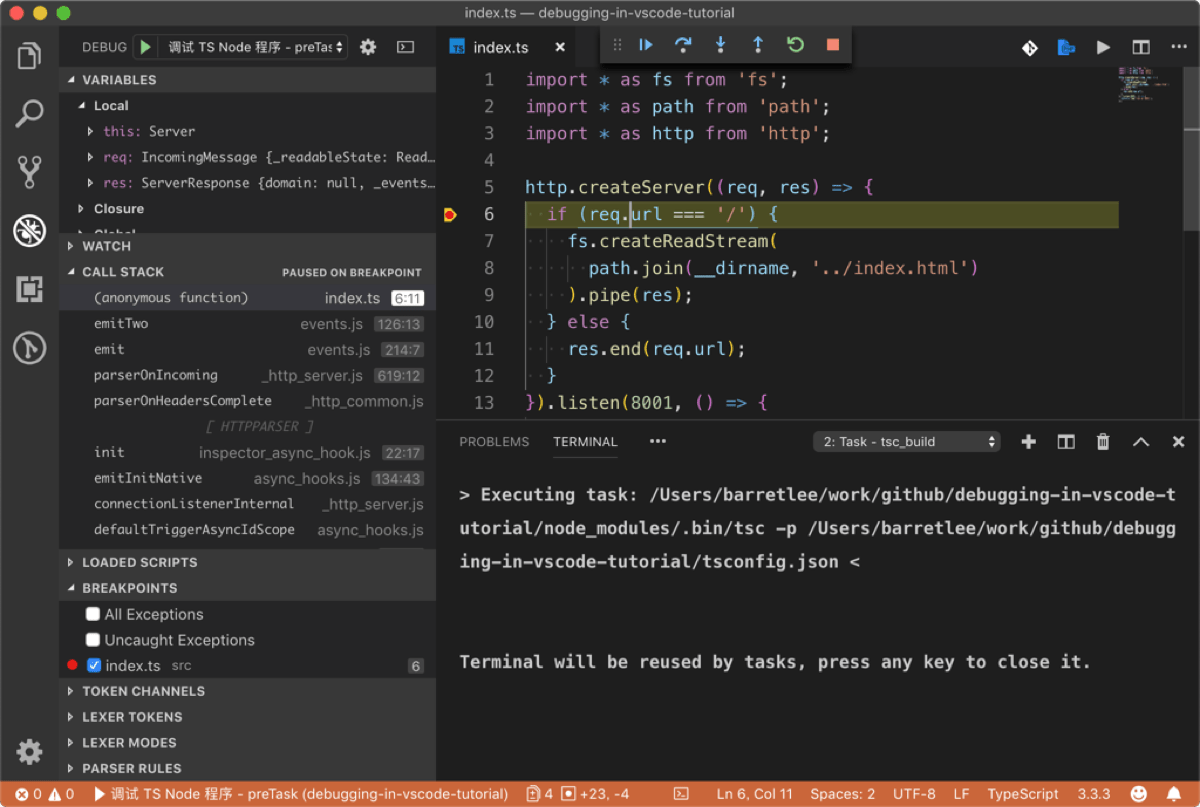 index.ts — debugging-in-vscode-tutorial
DEBUG 调试 TS Node 程序 - preTas
VARIABLES
Local
this: Server
req: IncomingMessage {_readableState: Read…
res: ServerResponse {domain: null, _events…
Closure
Global
WATCH
CALL STACK PAUSED ON BREAKPOINT
(anonymous function) index.ts 6:11
emitTwo events.js 126:13
emit events.js 214:7
parserOnIncoming _http_server.js 619:12
parserOnHeadersComplete _http_common.js
[ HTTPPARSER ]
init inspector_async_hook.js 22:17
emitInitNative async_hooks.js 134:43
connectionListenerInternal _http_server.js
defaultTriggerAsyncIdScope async_hooks.js
LOADED SCRIPTS
BREAKPOINTS
All Exceptions
Uncaught Exceptions
index.ts src 6
TOKEN CHANNELS
LEXER TOKENS
LEXER MODES
PARSER RULES
TS index.ts ×
1 import * as fs from 'fs';
2 import * as path from 'path';
3 import * as http from 'http';
4
5 http.createServer((req, res) => {
6 if (req.url === '/') {
7 fs.createReadStream(
8 path.join(__dirname, '../index.html')
9 ).pipe(res);
10 } else {
11 res.end(req.url);
12 }
13 }).listen(8001, () => {
PROBLEMS TERMINAL ••• 2: Task - tsc_build
> Executing task: /Users/barretlee/work/github/debugging-in-vscode-t
utorial/node_modules/.bin/tsc -p /Users/barretlee/work/github/debugg
ing-in-vscode-tutorial/tsconfig.json <
Terminal will be reused by tasks, press any key to close it.
0 0 调试 TS Node 程序 - preTask (debugging-in-vscode-tutorial) 4 +23, -4 Ln 6, Col 11 Spaces: 2 UTF-8 LF TypeScript 3.3.3